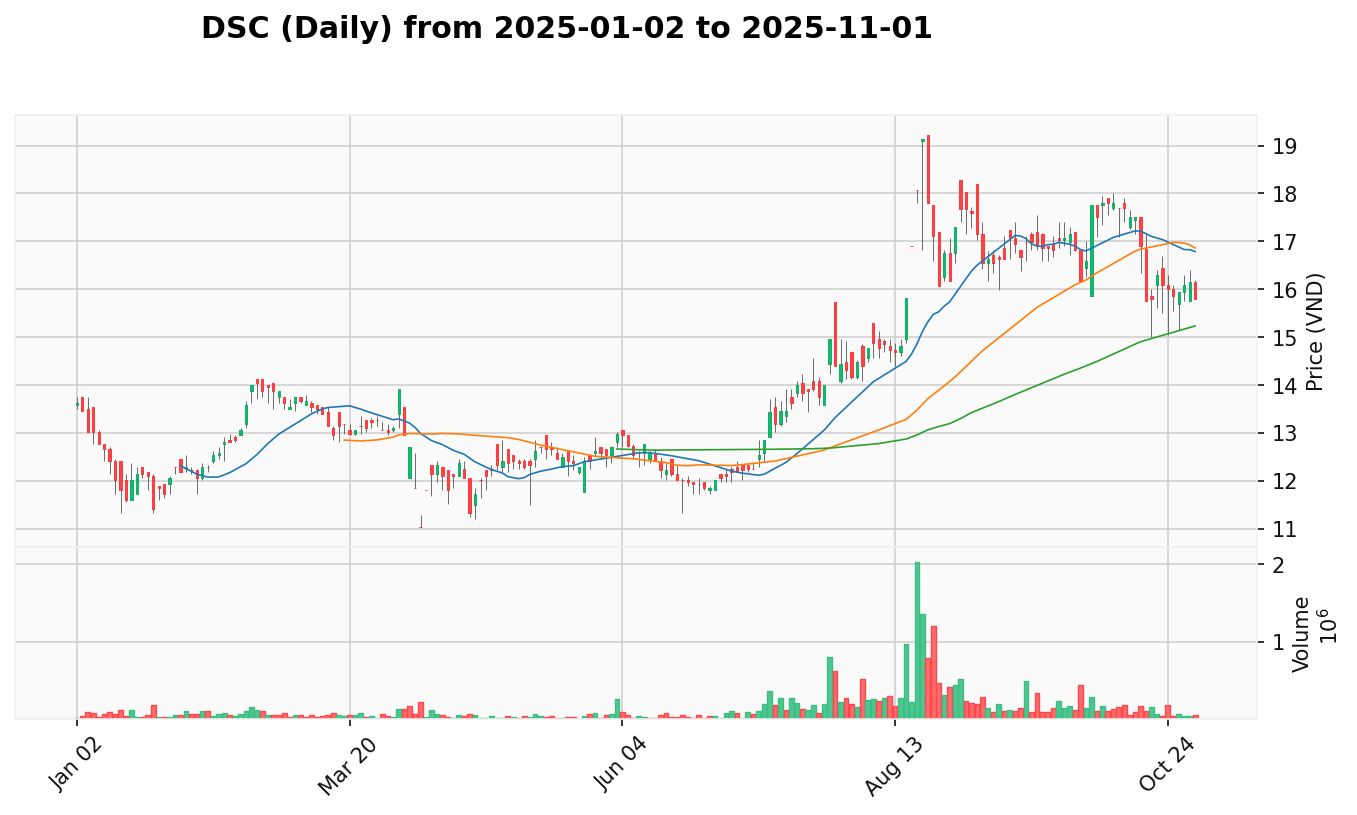 DSC (Daily) from 2025-01-02 to 2025-11-01
19
18
17
16
15
14
13
12
11
Price (VND)
2
1
Volume
10⁶
Jan 02
Mar 20
Jun 04
Aug 13
Oct 24